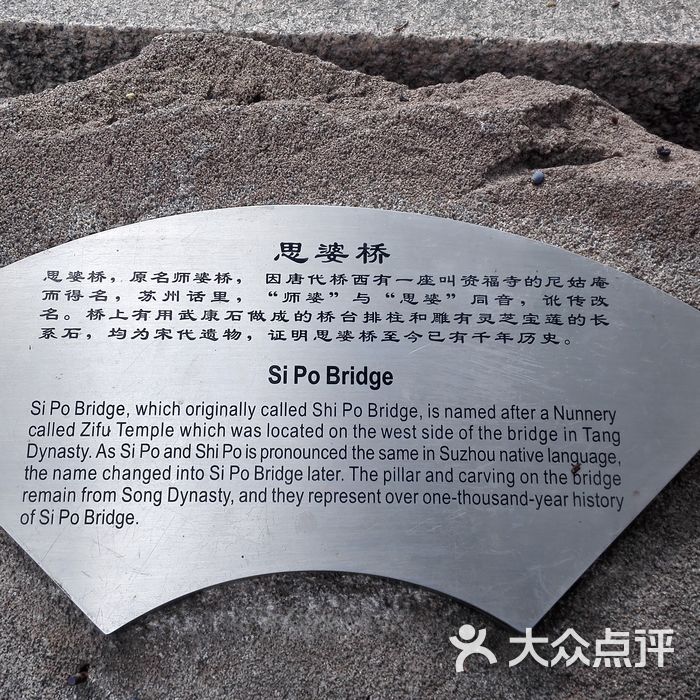 思婆桥
思婆桥，原名师婆桥， 因唐代桥西有一座叫资福寺的尼姑庵
而得名，苏州话里，“师婆”与“思婆”同音，讹传改
名。桥上有用武康石做成的桥台排柱和雕有灵芝宝莲的长
系石，均为宋代遗物，证明思婆桥至今已有千年历史。
Si Po Bridge
Si Po Bridge, which originally called Shi Po Bridge, is named after a Nunnery
called Zifu Temple which was located on the west side of the bridge in Tang
Dynasty. As Si Po and Shi Po is pronounced the same in Suzhou native language,
the name changed into Si Po Bridge later. The pillar and carving on the bridge
remain from Song Dynasty, and they represent over one-thousand-year history
of Si Po Bridge.
大众点评